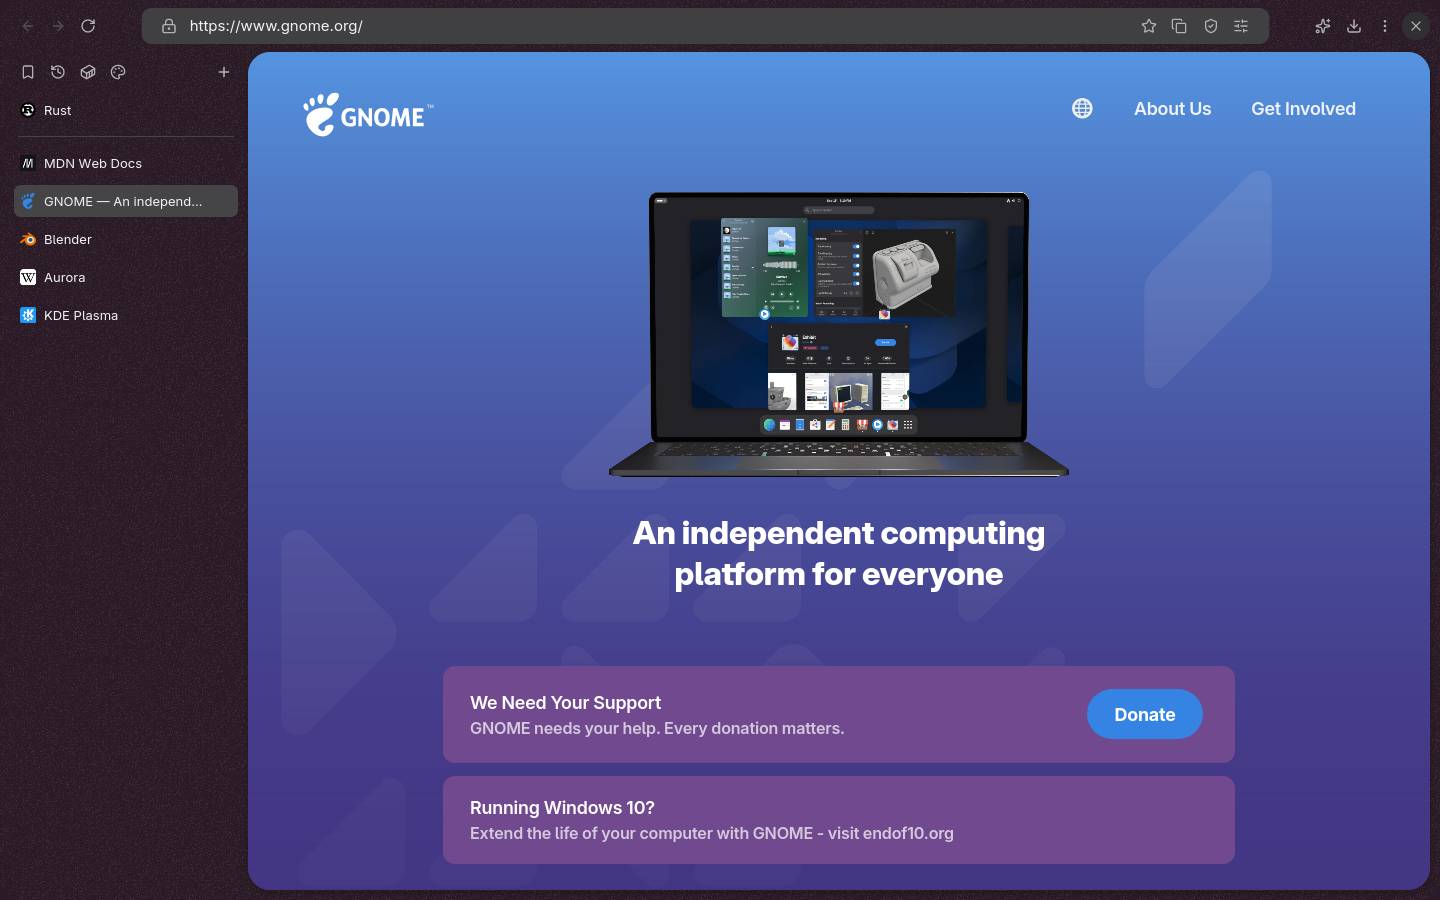 https://www.gnome.org/
Rust
MDN Web Docs
GNOME — An independ...
Blender
Aurora
KDE Plasma
GNOME™
About Us
Get Involved
Exhibit
An independent computing
platform for everyone
We Need Your Support
GNOME needs your help. Every donation matters.
Donate
Running Windows 10?
Extend the life of your computer with GNOME - visit endof10.org